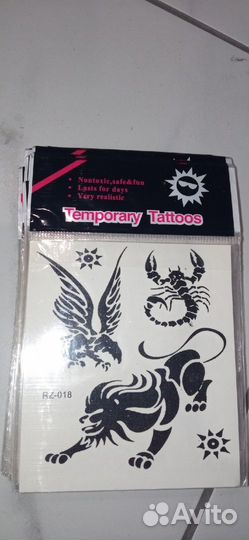 • Nontoxic,safe&fun
• Lasts for days
• Very realistic
Temporary Tattoos
RZ-018
Avito